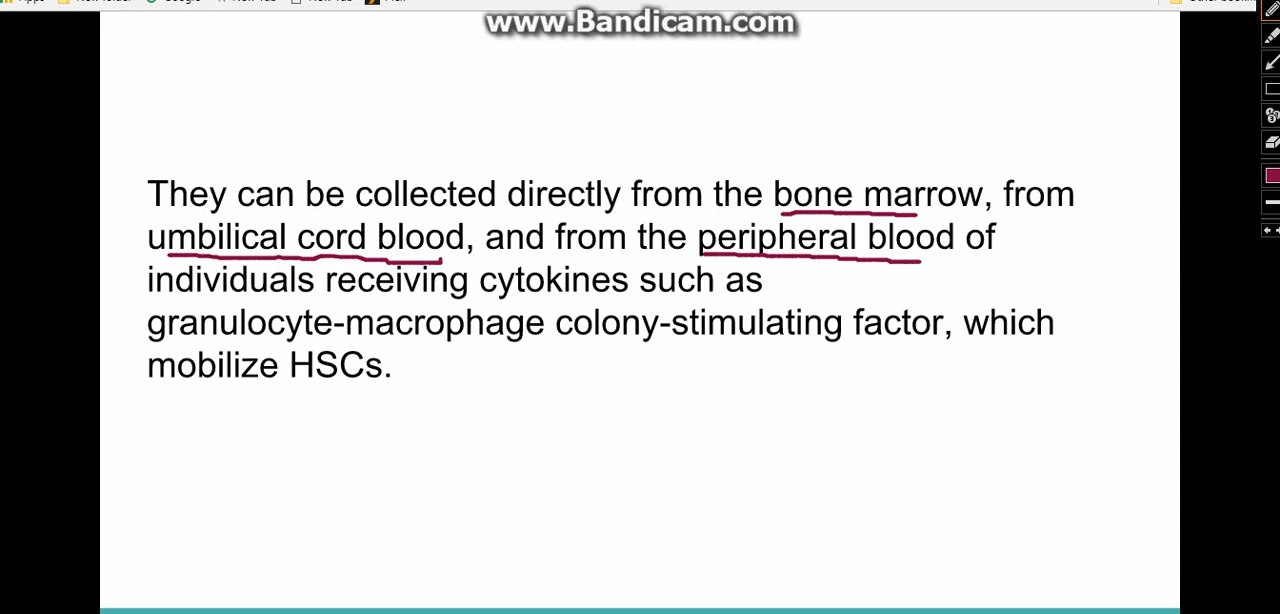 www.Bandicam.com
They can be collected directly from the bone marrow, from
umbilical cord blood, and from the peripheral blood of
individuals receiving cytokines such as
granulocyte-macrophage colony-stimulating factor, which
mobilize HSCs.